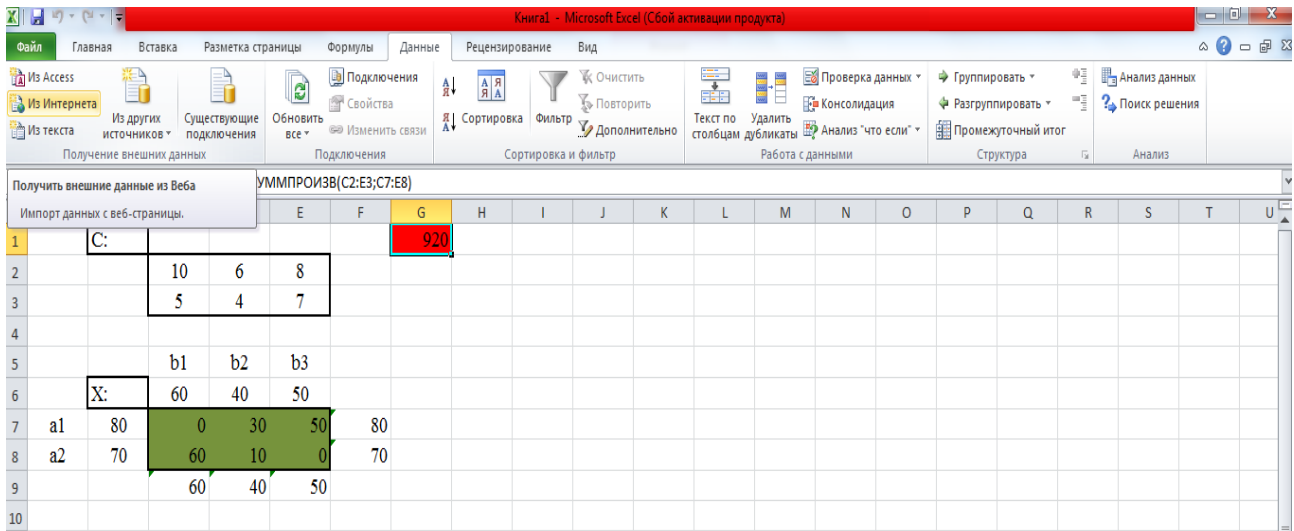 Книга1 - Microsoft Excel (Сбой активации продукта)
Файл Главная Вставка Разметка страницы Формулы Данные Рецензирование Вид
Из Access
Из Интернета
Из текста
Из других источников
Существующие подключения
Получение внешних данных
Обновить все
Подключения
Свойства
Изменить связи
Подключения
Сортировка
Фильтр
Очистить
Повторить
Дополнительно
Сортировка и фильтр
Текст по столбцам
Удалить дубликаты
Проверка данных
Консолидация
Анализ "что если"
Работа с данными
Группировать
Разгруппировать
Промежуточный итог
Структура
Анализ данных
Поиск решения
Анализ
УММПРОИЗВ(C2:E3;C7:E8)
Получить внешние данные из Веба
Импорт данных с веб-страницы.
E F G H I J K L M N O P Q R S T U
1 C: 920
2 10 6 8
3 5 4 7
4
5 b1 b2 b3
6 X: 60 40 50
7 a1 80 0 30 50 80
8 a2 70 60 10 0 70
9 60 40 50
10